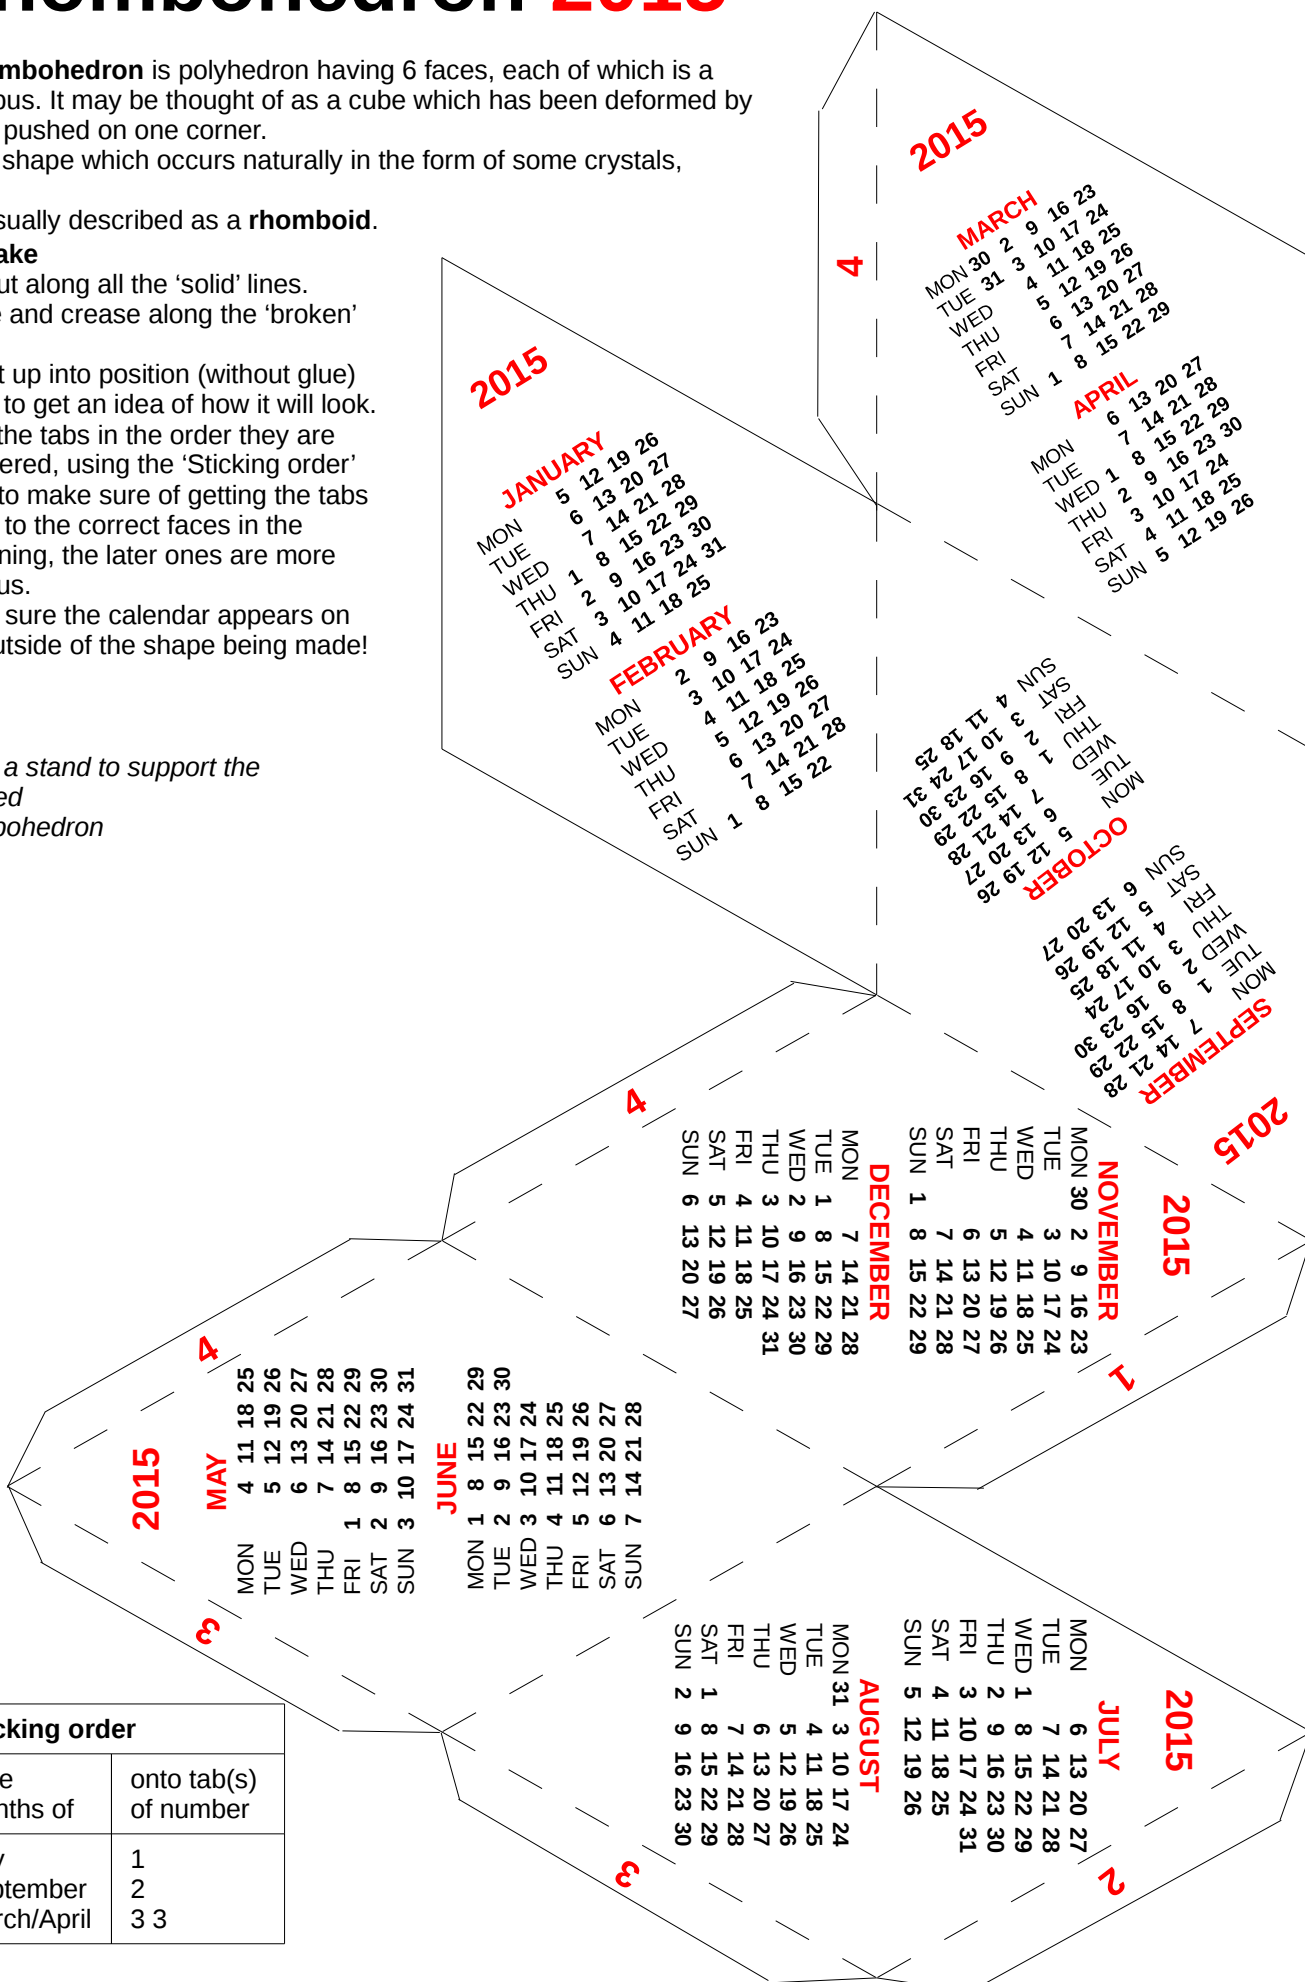 2015
mbohedron is polyhedron having 6 faces, each of which is a
bus. It may be thought of as a cube which has been deformed by
pushed on one corner.
shape which occurs naturally in the form of some crystals,
sually described as a rhomboid.
ake
ut along all the ‘solid’ lines.
e and crease along the ‘broken’
t up into position (without glue)
to get an idea of how it will look.
the tabs in the order they are
ered, using the ‘Sticking order’
to make sure of getting the tabs
to the correct faces in the
ning, the later ones are more
us.
sure the calendar appears on
utside of the shape being made!
a stand to support the
ed
bohedron
2015
JANUARY
MON 5 12 19 26
TUE 6 13 20 27
WED 7 14 21 28
THU 1 8 15 22 29
FRI 2 9 16 23 30
SAT 3 10 17 24 31
SUN 4 11 18 25
FEBRUARY
MON 2 9 16 23
TUE 3 10 17 24
WED 4 11 18 25
THU 5 12 19 26
FRI 6 13 20 27
SAT 7 14 21 28
SUN 1 8 15 22
4
2015
MARCH
MON 30 2 9 16 23
TUE 31 3 10 17 24
WED 4 11 18 25
THU 5 12 19 26
FRI 6 13 20 27
SAT 7 14 21 28
SUN 1 8 15 22 29
APRIL
MON 6 13 20 27
TUE 7 14 21 28
WED 1 8 15 22 29
THU 2 9 16 23 30
FRI 3 10 17 24
SAT 4 11 18 25
SUN 5 12 19 26
2015
SEPTEMBER
MON 7 14 21 28
TUE 1 8 15 22 29
WED 2 9 16 23 30
THU 3 10 17 24
FRI 4 11 18 25
SAT 5 12 19 26
SUN 6 13 20 27
OCTOBER
MON 5 12 19 26
TUE 6 13 20 27
WED 7 14 21 28
THU 1 8 15 22 29
FRI 2 9 16 23 30
SAT 3 10 17 24 31
SUN 4 11 18 25
4
2015
NOVEMBER
MON 30 2 9 16 23
TUE 3 10 17 24
WED 4 11 18 25
THU 5 12 19 26
FRI 6 13 20 27
SAT 7 14 21 28
SUN 1 8 15 22 29
DECEMBER
MON 7 14 21 28
TUE 1 8 15 22 29
WED 2 9 16 23 30
THU 3 10 17 24 31
FRI 4 11 18 25
SAT 5 12 19 26
SUN 6 13 20 27
1
4
2015
MAY
MON 4 11 18 25
TUE 5 12 19 26
WED 6 13 20 27
THU 7 14 21 28
FRI 1 8 15 22 29
SAT 2 9 16 23 30
SUN 3 10 17 24 31
JUNE
MON 1 8 15 22 29
TUE 2 9 16 23 30
WED 3 10 17 24
THU 4 11 18 25
FRI 5 12 19 26
SAT 6 13 20 27
SUN 7 14 21 28
3
2015
JULY
MON 6 13 20 27
TUE 7 14 21 28
WED 1 8 15 22 29
THU 2 9 16 23 30
FRI 3 10 17 24 31
SAT 4 11 18 25
SUN 5 12 19 26
AUGUST
MON 31 3 10 17 24
TUE 4 11 18 25
WED 5 12 19 26
THU 6 13 20 27
FRI 7 14 21 28
SAT 1 8 15 22 29
SUN 2 9 16 23 30
3
2
cking order
e onto tab(s)
nths of of number
y 1
ptember 2
rch/April 3 3